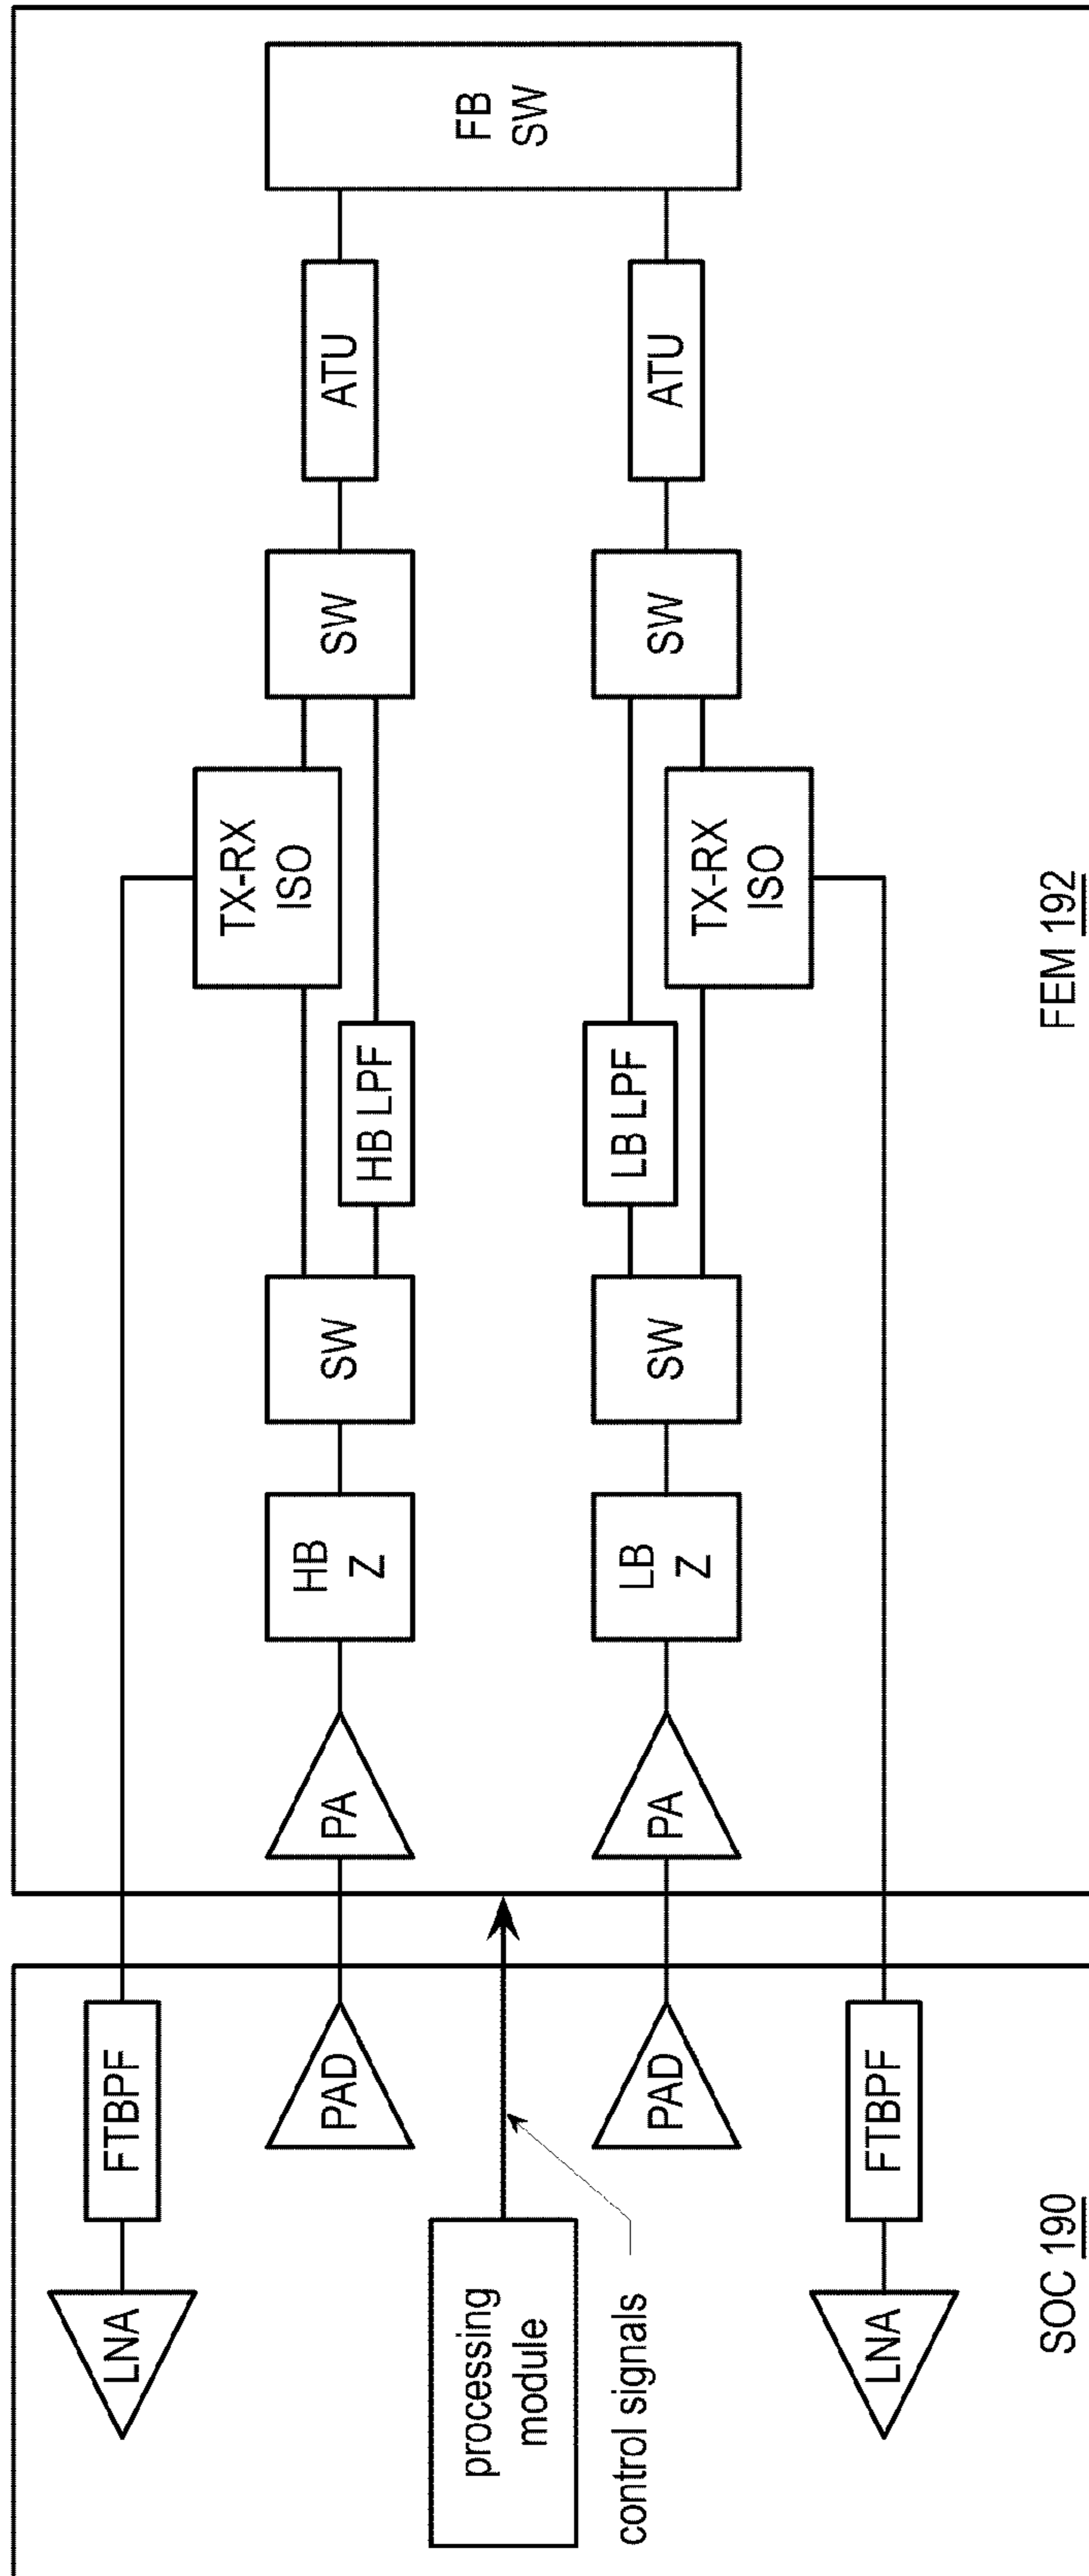 LNA
FTBPF
TX-RX
ISO
PAD
PA
HB
Z
SW
HB LPF
SW
ATU
FB
SW
processing
module
control signals
PAD
PA
LB
Z
SW
LB LPF
SW
ATU
LNA
FTBPF
TX-RX
ISO
SOC 190
FEM 192